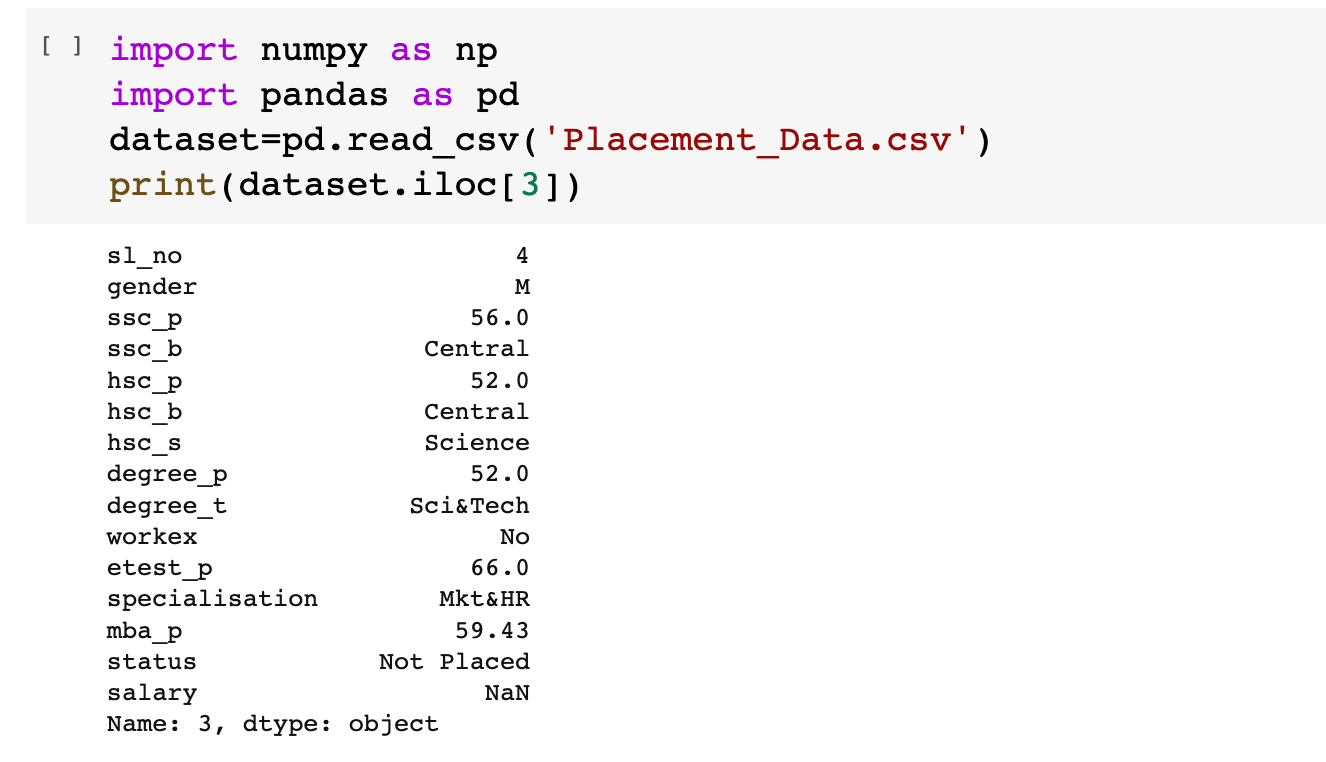 [ ] import numpy as np
import pandas as pd
dataset=pd.read_csv('Placement_Data.csv')
print(dataset.iloc[3])
sl_no 4
gender M
ssc_p 56.0
ssc_b Central
hsc_p 52.0
hsc_b Central
hsc_s Science
degree_p 52.0
degree_t Sci&Tech
workex No
etest_p 66.0
specialisation Mkt&HR
mba_p 59.43
status Not Placed
salary NaN
Name: 3, dtype: object